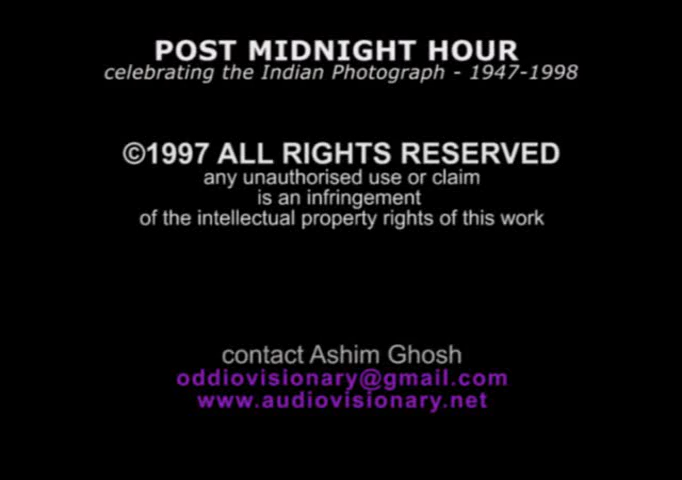 POST MIDNIGHT HOUR
celebrating the Indian Photograph - 1947-1998
©1997 ALL RIGHTS RESERVED
any unauthorised use or claim
is an infringement
of the intellectual property rights of this work
contact Ashim Ghosh
oddiovisionary@gmail.com
www.audiovisionary.net